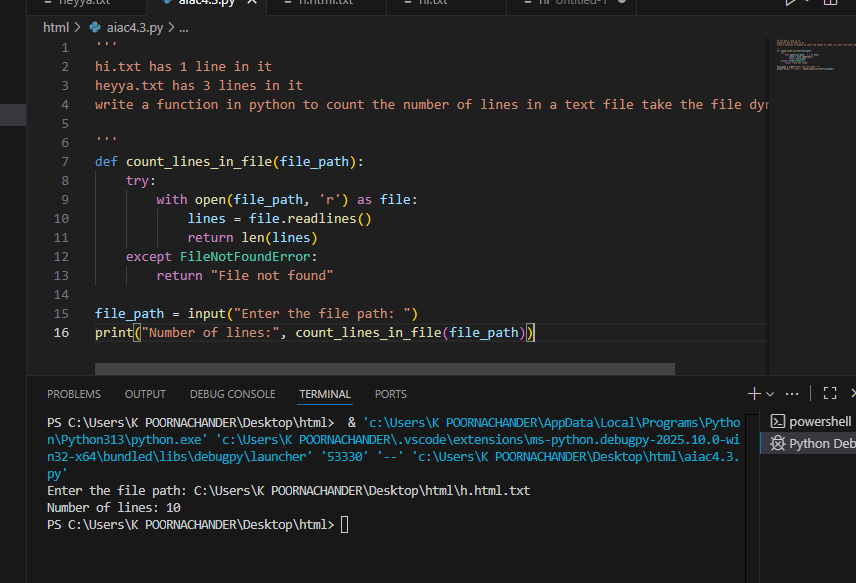 heyya.txt aiac4.3.py h.html.txt hi.txt hi Untitled-1
html > aiac4.3.py > ...
1 '''
2 hi.txt has 1 line in it
3 heyya.txt has 3 lines in it
4 write a function in python to count the number of lines in a text file take the file dyn
5
6 '''
7 def count_lines_in_file(file_path):
8 try:
9 with open(file_path, 'r') as file:
10 lines = file.readlines()
11 return len(lines)
12 except FileNotFoundError:
13 return "File not found"
14
15 file_path = input("Enter the file path: ")
16 print("Number of lines:", count_lines_in_file(file_path))
PROBLEMS OUTPUT DEBUG CONSOLE TERMINAL PORTS
PS C:\Users\K POORNACHANDER\Desktop\html> & 'c:\Users\K POORNACHANDER\AppData\Local\Programs\Pytho
n\Python313\python.exe' 'c:\Users\K POORNACHANDER\.vscode\extensions\ms-python.debugpy-2025.10.0-wi
n32-x64\bundled\libs\debugpy\launcher' '53330' '--' 'c:\Users\K POORNACHANDER\Desktop\html\aiac4.3.
py'
Enter the file path: C:\Users\K POORNACHANDER\Desktop\html\h.html.txt
Number of lines: 10
PS C:\Users\K POORNACHANDER\Desktop\html>
powershell
Python Deb